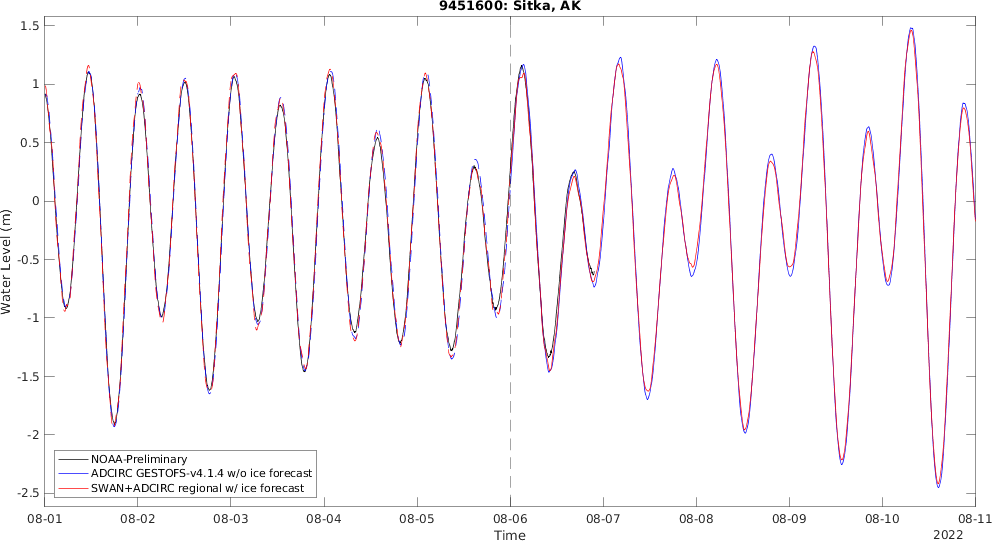 9451600: Sitka, AK
1.5
1
0.5
0
-0.5
-1
-1.5
-2
-2.5
Water Level (m)
NOAA-Preliminary
ADCIRC GESTOFS-v4.1.4 w/o ice forecast
SWAN+ADCIRC regional w/ ice forecast
08-01 08-02 08-03 08-04 08-05 08-06 08-07 08-08 08-09 08-10 08-11
Time
2022